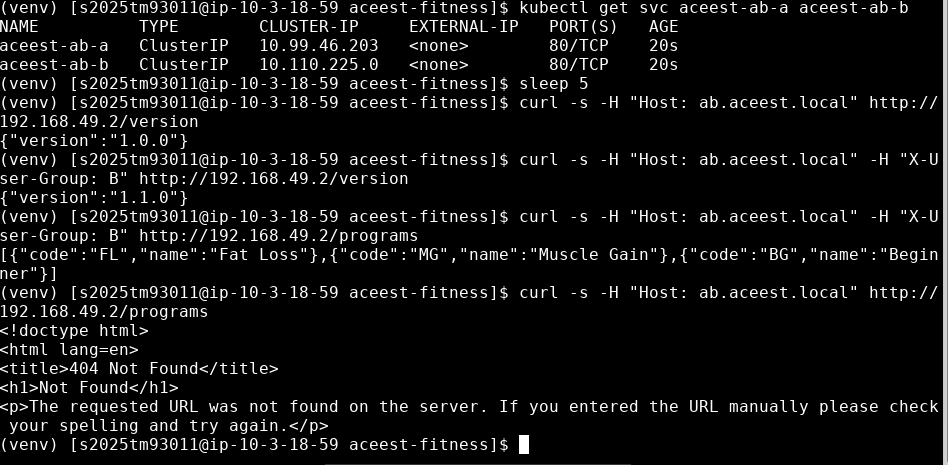 (venv) [s2025tm93011@ip-10-3-18-59 aceest-fitness]$ kubectl get svc aceest-ab-a aceest-ab-b
NAME          TYPE        CLUSTER-IP     EXTERNAL-IP   PORT(S)   AGE
aceest-ab-a   ClusterIP   10.99.46.203   <none>        80/TCP    20s
aceest-ab-b   ClusterIP   10.110.225.0   <none>        80/TCP    20s
(venv) [s2025tm93011@ip-10-3-18-59 aceest-fitness]$ sleep 5
(venv) [s2025tm93011@ip-10-3-18-59 aceest-fitness]$ curl -s -H "Host: ab.aceest.local" http://
192.168.49.2/version
{"version":"1.0.0"}
(venv) [s2025tm93011@ip-10-3-18-59 aceest-fitness]$ curl -s -H "Host: ab.aceest.local" -H "X-U
ser-Group: B" http://192.168.49.2/version
{"version":"1.1.0"}
(venv) [s2025tm93011@ip-10-3-18-59 aceest-fitness]$ curl -s -H "Host: ab.aceest.local" -H "X-U
ser-Group: B" http://192.168.49.2/programs
[{"code":"FL","name":"Fat Loss"},{"code":"MG","name":"Muscle Gain"},{"code":"BG","name":"Begin
ner"}]
(venv) [s2025tm93011@ip-10-3-18-59 aceest-fitness]$ curl -s -H "Host: ab.aceest.local" http://
192.168.49.2/programs
<!doctype html>
<html lang=en>
<title>404 Not Found</title>
<h1>Not Found</h1>
<p>The requested URL was not found on the server. If you entered the URL manually please check
 your spelling and try again.</p>
(venv) [s2025tm93011@ip-10-3-18-59 aceest-fitness]$